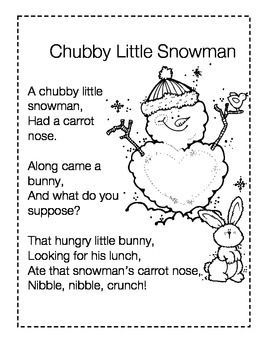 Chubby Little Snowman
A chubby little
snowman,
Had a carrot
nose.
Along came a
bunny,
And what do you
suppose?
That hungry little bunny,
Looking for his lunch,
Ate that snowman's carrot nose,
Nibble, nibble, crunch!